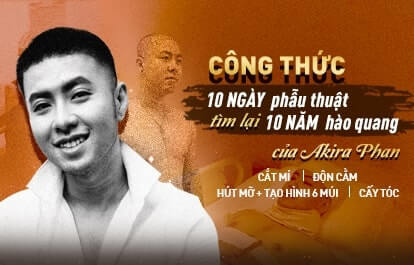 CÔNG THỨC
10 NGÀY phẫu thuật
tìm lại 10 NĂM hào quang
của Akira Phan
CẮT MÍ | ĐỘN CẰM
HÚT MỠ + TẠO HÌNH 6 MÚI | CẤY TÓC